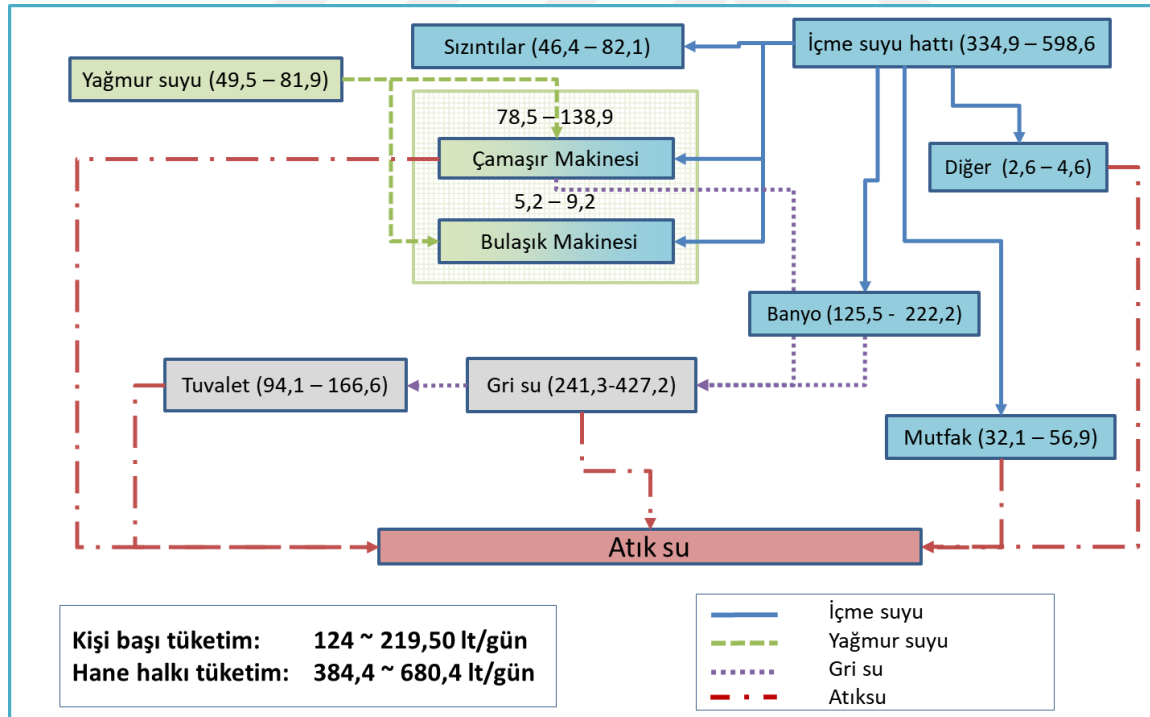 Sızıntılar (46,4 – 82,1)
İçme suyu hattı (334,9 – 598,6
Yağmur suyu (49,5 – 81,9)
78,5 – 138,9
Çamaşır Makinesi
Diğer (2,6 – 4,6)
5,2 – 9,2
Bulaşık Makinesi
Banyo (125,5 - 222,2)
Tuvalet (94,1 – 166,6)
Gri su (241,3-427,2)
Mutfak (32,1 – 56,9)
Atık su
Kişi başı tüketim: 124 ~ 219,50 lt/gün
Hane halkı tüketim: 384,4 ~ 680,4 lt/gün
İçme suyu
Yağmur suyu
Gri su
Atıksu